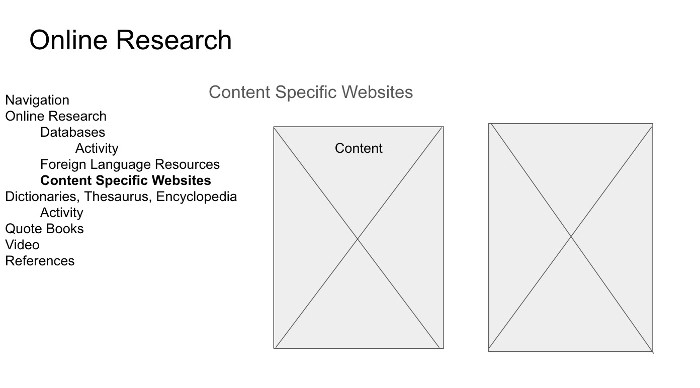 Online Research
Content Specific Websites
Navigation
Online Research
Databases
Activity
Foreign Language Resources
Content Specific Websites
Dictionaries, Thesaurus, Encyclopedia
Activity
Quote Books
Video
References
Content